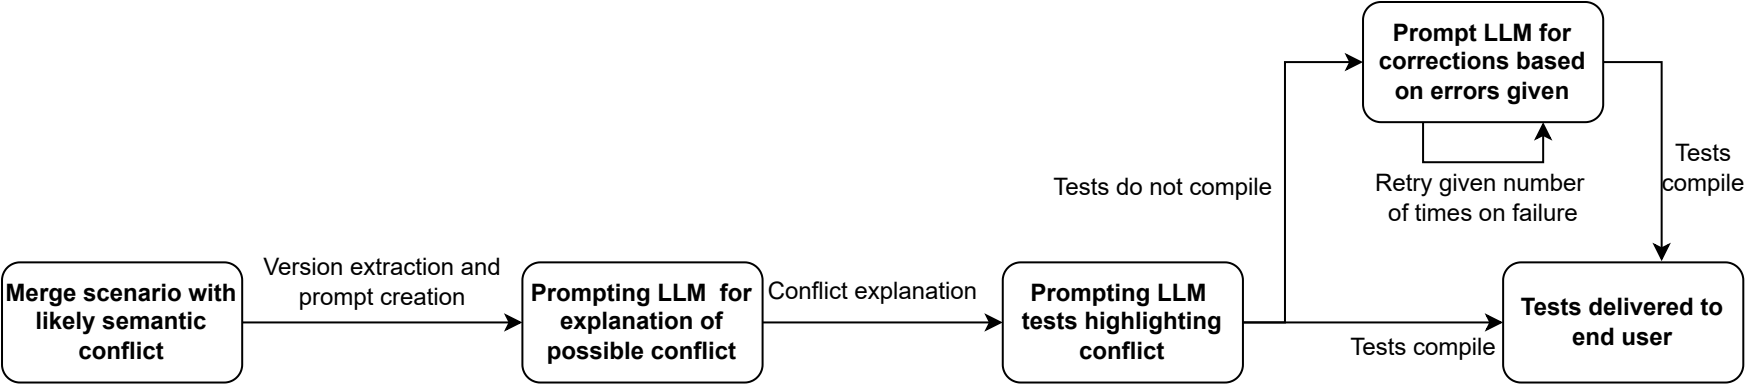 Merge scenario with
likely semantic
conflict
Version extraction and
prompt creation
Prompting LLM for
explanation of
possible conflict
Conflict explanation
Prompting LLM
tests highlighting
conflict
Tests do not compile
Prompt LLM for
corrections based
on errors given
Retry given number
of times on failure
Tests
compile
Tests compile
Tests delivered to
end user